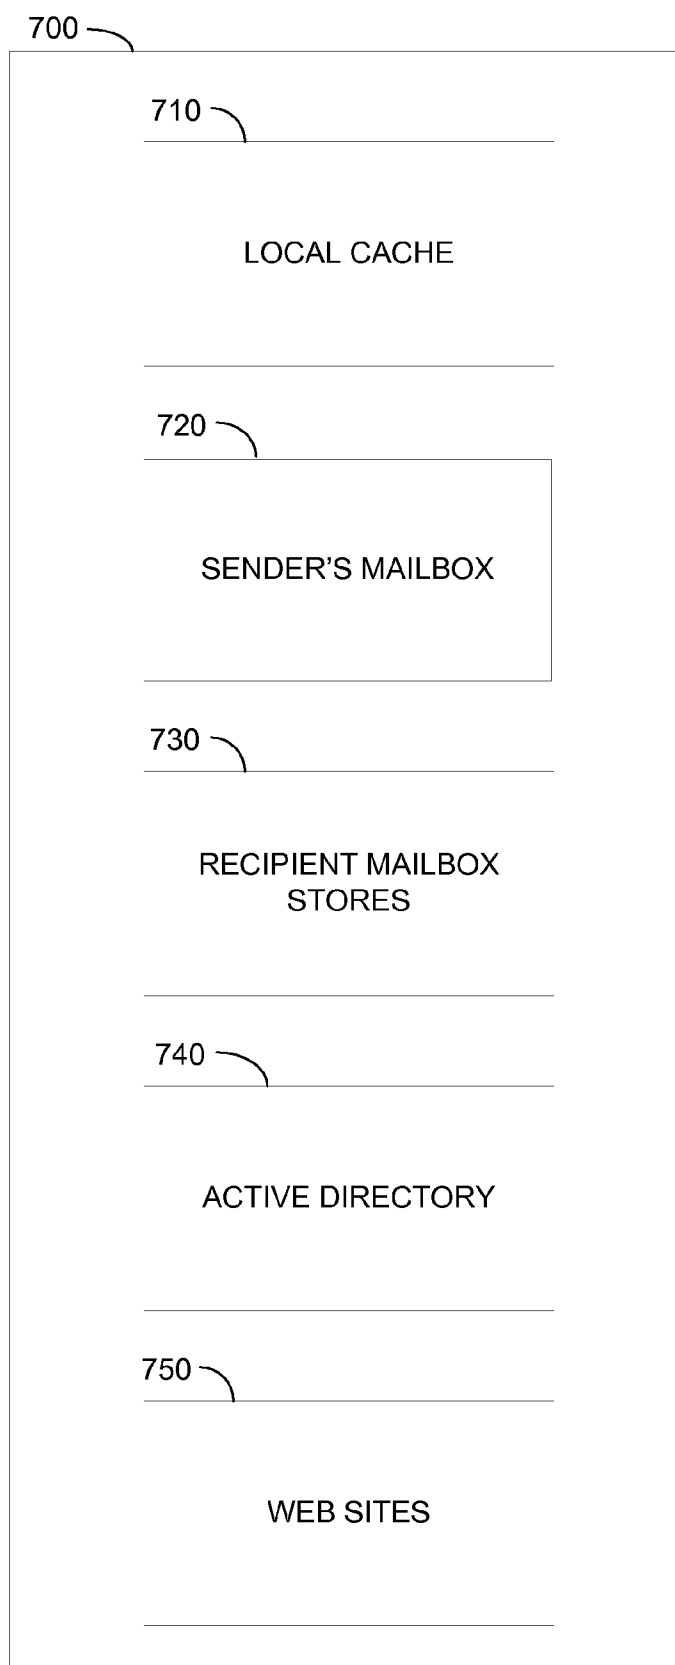 700
710
LOCAL CACHE
720
SENDER’S MAILBOX
730
RECIPIENT MAILBOX
STORES
740
ACTIVE DIRECTORY
750
WEB SITES